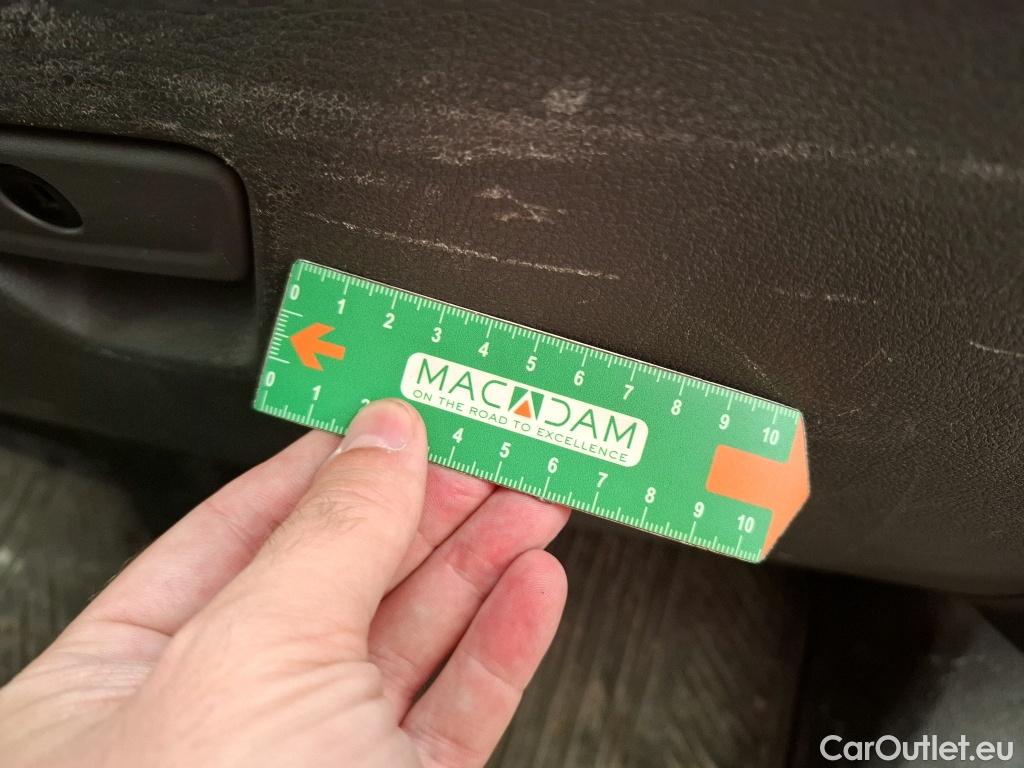 0 1 2 3 4 5 6 7 8 9 10
MACADAM
ON THE ROAD TO EXCELLENCE
0 1 4 5 6 7 8 9 10
CarOutlet.eu